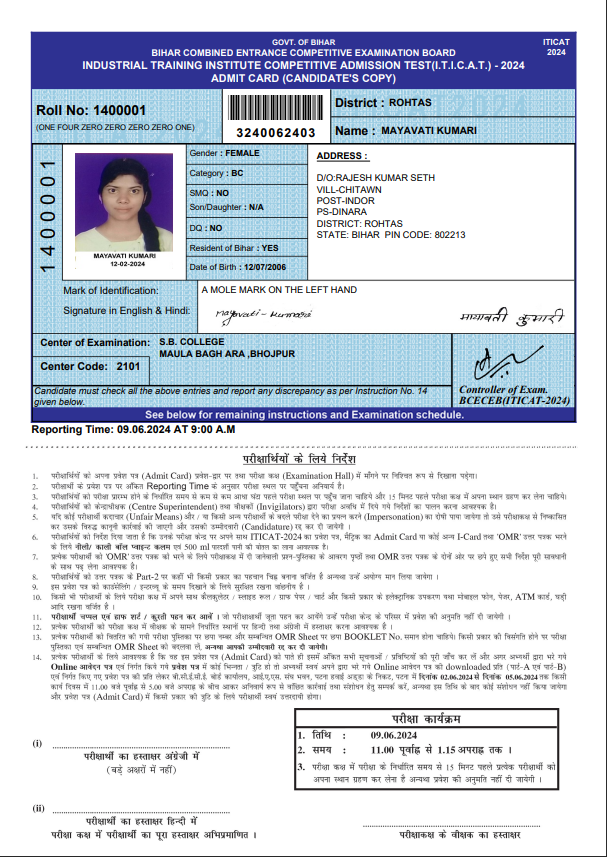 GOVT. OF BIHAR
BIHAR COMBINED ENTRANCE COMPETITIVE EXAMINATION BOARD
INDUSTRIAL TRAINING INSTITUTE COMPETITIVE ADMISSION TEST(I.T.I.C.A.T.) - 2024
ADMIT CARD (CANDIDATE'S COPY)
ITICAT
2024
Roll No: 1400001
(ONE FOUR ZERO ZERO ZERO ZERO ONE)
3240062403
District : ROHTAS
Name : MAYAVATI KUMARI
1400001
MAYAVATI KUMARI
12-02-2024
Gender : FEMALE
Category : BC
SMQ : NO
Son/Daughter : N/A
DQ : NO
Resident of Bihar : YES
Date of Birth : 12/07/2006
ADDRESS :
D/O:RAJESH KUMAR SETH
VILL-CHITAWN
POST-INDOR
PS-DINARA
DISTRICT: ROHTAS
STATE: BIHAR PIN CODE: 802213
Mark of Identification: A MOLE MARK ON THE LEFT HAND
Signature in English & Hindi: Mayavati - Kumari मायावती कुमारी
Center of Examination: S.B. COLLEGE
MAULA BAGH ARA ,BHOJPUR
Center Code: 2101
Candidate must check all the above entries and report any discrepancy as per Instruction No. 14
given below.
Controller of Exam.
BCECEB(ITICAT-2024)
See below for remaining instructions and Examination schedule.
Reporting Time: 09.06.2024 AT 9:00 A.M
परीक्षार्थियों के लिये निर्देश
1. परीक्षार्थियों को अपना प्रवेश पत्र (Admit Card) प्रवेश-द्वार पर तथा परीक्षा कक्ष (Examination Hall) में माँगने पर निश्चित रूप से दिखाना पड़ेगा।
2. परीक्षार्थी के प्रवेश पत्र पर अंकित Reporting Time के अनुसार परीक्षा स्थल पर पहुँचना अनिवार्य है।
3. परीक्षार्थियों को परीक्षा प्रारम्भ होने के निर्धारित समय से कम से कम आधा घंटा पहले परीक्षा स्थल पर पहुँच जाना चाहिये और 15 मिनट पहले परीक्षा कक्ष में अपना स्थान ग्रहण कर लेना चाहिए।
4. परीक्षार्थियों को केन्द्राधीक्षक (Centre Superintendent) तथा वीक्षकों (Invigilators) द्वारा परीक्षा अवधि में दिये गये निर्देशों का पालन करना आवश्यक है।
5. यदि कोई परीक्षार्थी कदाचार (Unfair Means) और / या किसी अन्य परीक्षार्थी के बदले परीक्षा देने का प्रयत्न करने (Impersonation) का दोषी पाया जायेगा तो उसे परीक्षाकक्ष से निष्कासित
कर उसके विरुद्ध कानूनी कार्रवाई की जाएगी और उसकी उम्मीदवारी (Candidature) रद्द कर दी जायेगी ।
6. परीक्षार्थियों को निर्देश दिया जाता है कि उनके परीक्षा केन्द्र पर अपने साथ ITICAT-2024 का प्रवेश पत्र, मैट्रिक का Admit Card या कोई अन्य I-Card तथा 'OMR' उत्तर पत्रक भरने
के लिये नीली/ काली बॉल प्वाइन्ट कलम एवं 500 ml पारदर्शी पानी की बोतल का लाना आवश्यक है।
7. प्रत्येक परीक्षार्थी को 'OMR' उत्तर पत्रक को भरने के लिये परीक्षाकक्ष में दी जानेवाली प्रश्न-पुस्तिका के आवरण पृष्ठों तथा OMR उत्तर पत्रक के दोनों ओर पर छपे हुए सभी निर्देश पूरी सावधानी
के साथ पढ़ लेना आवश्यक है।
8. परीक्षार्थी को उत्तर पत्रक के Part-2 पर कहीं भी किसी प्रकार का पहचान चिह्न बनाना वर्जित है अन्यथा उन्हें अयोग्य मान लिया जायेगा ।
9. इस प्रवेश पत्र को काउंसेलिंग / इन्टरव्यू के समय दिखाने के लिये सुरक्षित रखना वांछनीय है ।
10. किसी भी परीक्षार्थी के लिये परीक्षा कक्ष में अपने साथ कैलकुलेटर / स्लाइड रूल / ग्राफ पेपर / चार्ट और किसी प्रकार के इलेक्ट्रॉनिक उपकरण यथा मोबाइल फोन, पेजर, ATM कार्ड, घड़ी
आदि रखना वर्जित है ।
11. परीक्षार्थी चप्पल एवं हाफ शर्ट / कुरती पहन कर आवें । जो परीक्षार्थी जूता पहन कर आयेंगे उन्हें परीक्षा केन्द्र के परिसर में प्रवेश की अनुमति नहीं दी जायेगी ।
12. प्रत्येक परीक्षार्थी को परीक्षा कक्ष में वीक्षक के सामने निर्धारित स्थान पर हिन्दी तथा अंग्रेजी में हस्ताक्षर करना आवश्यक है।
13. प्रत्येक परीक्षार्थी को वितरित की गयी परीक्षा पुस्तिका पर छपा नम्बर और सम्बन्धित OMR Sheet पर छपा BOOKLET No. समान होना चाहिये। किसी प्रकार की विसंगति होने पर परीक्षा
पुस्तिका एवं सम्बन्धित OMR Sheet को बदलवा लें, अन्यथा आपकी उम्मीदवारी रद्द कर दी जायेगी।
14. प्रत्येक परीक्षार्थी के लिये आवश्यक है कि वह इस प्रवेश पत्र (Admit Card) को पाते ही इसमें अंकित सभी सूचनाओं / प्रविष्टियों की पूरी जाँच कर लें और अगर अभ्यर्थी द्वारा भरे गये
Online आवेदन पत्र एवं निर्गत किये गये प्रवेश पत्र में कोई भिन्नता / त्रुटि हो तो अभ्यर्थी स्वयं अपने द्वारा भरे गये Online आवेदन पत्र की downloaded प्रति (पार्ट-A एवं पार्ट-B)
एवं निर्गत किए गए प्रवेश पत्र की प्रति लेकर बी.सी.ई.सी.ई. बोर्ड कार्यालय, आई.ए.एस. संघ भवन, पटना हवाई अड्डा के निकट, पटना में दिनांक 02.06.2024 से दिनांक 05.06.2024 तक किसी
कार्य दिवस में 11.00 बजे पूर्वाह्न से 5.00 बजे अपराह्न के बीच आकर अनिवार्य रूप से वांछित कार्रवाई तथा संशोधन हेतु सम्पर्क करें, अन्यथा इस तिथि के बाद कोई संशोधन नहीं किया जायेगा
और प्रवेश पत्र (Admit Card) में किसी प्रकार की त्रुटि के लिये परीक्षार्थी स्वयं उत्तरदायी होगा।
परीक्षा कार्यक्रम
1. तिथि : 09.06.2024
2. समय : 11.00 पूर्वाह्न से 1.15 अपराह्न तक ।
3. परीक्षा कक्ष में परीक्षा के निर्धारित समय से 15 मिनट पहले प्रत्येक परीक्षार्थी को
अपना स्थान ग्रहण कर लेना है अन्यथा प्रवेश की अनुमति नहीं दी जायेगी ।
(i)
परीक्षार्थी का हस्ताक्षर अंग्रेजी में
(बड़े अक्षरों में नहीं)
(ii)
परीक्षार्थी का हस्ताक्षर हिन्दी में
परीक्षा कक्ष में परीक्षार्थी का पूरा हस्ताक्षर अभिप्रमाणित ।
परीक्षाकक्ष के वीक्षक का हस्ताक्षर